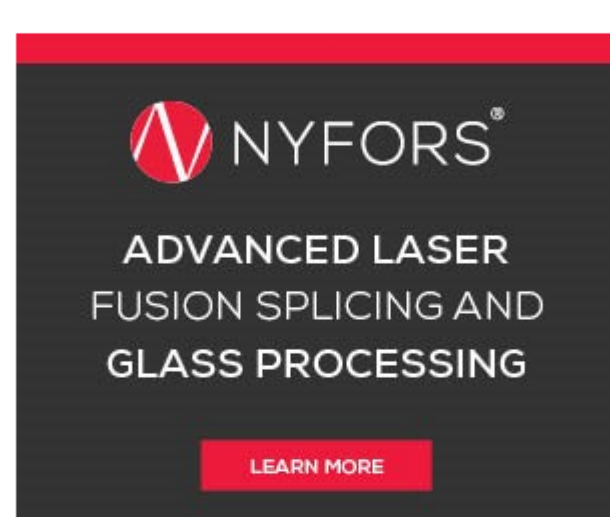 NYFORS®
ADVANCED LASER
FUSION SPLICING AND
GLASS PROCESSING
LEARN MORE